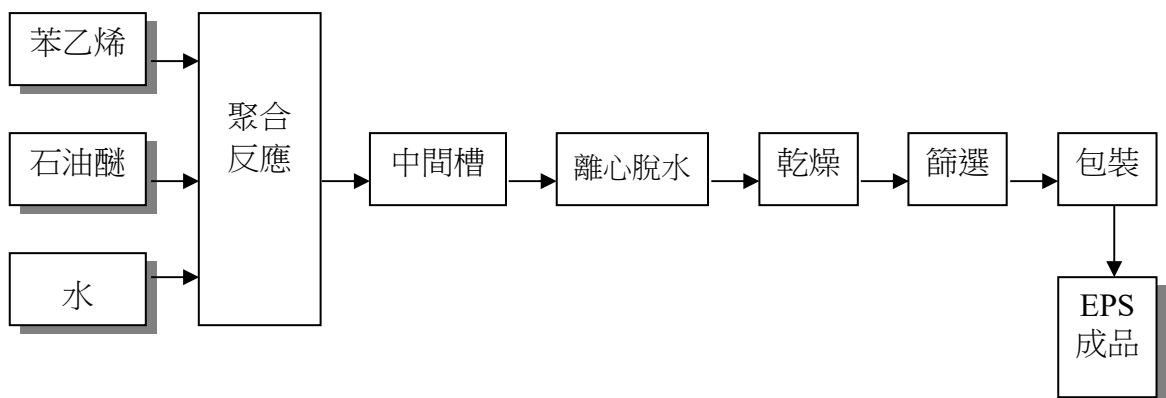 苯乙烯
石油醚
水
聚合
反應
中間槽
離心脫水
乾燥
篩選
包裝
EPS
成品